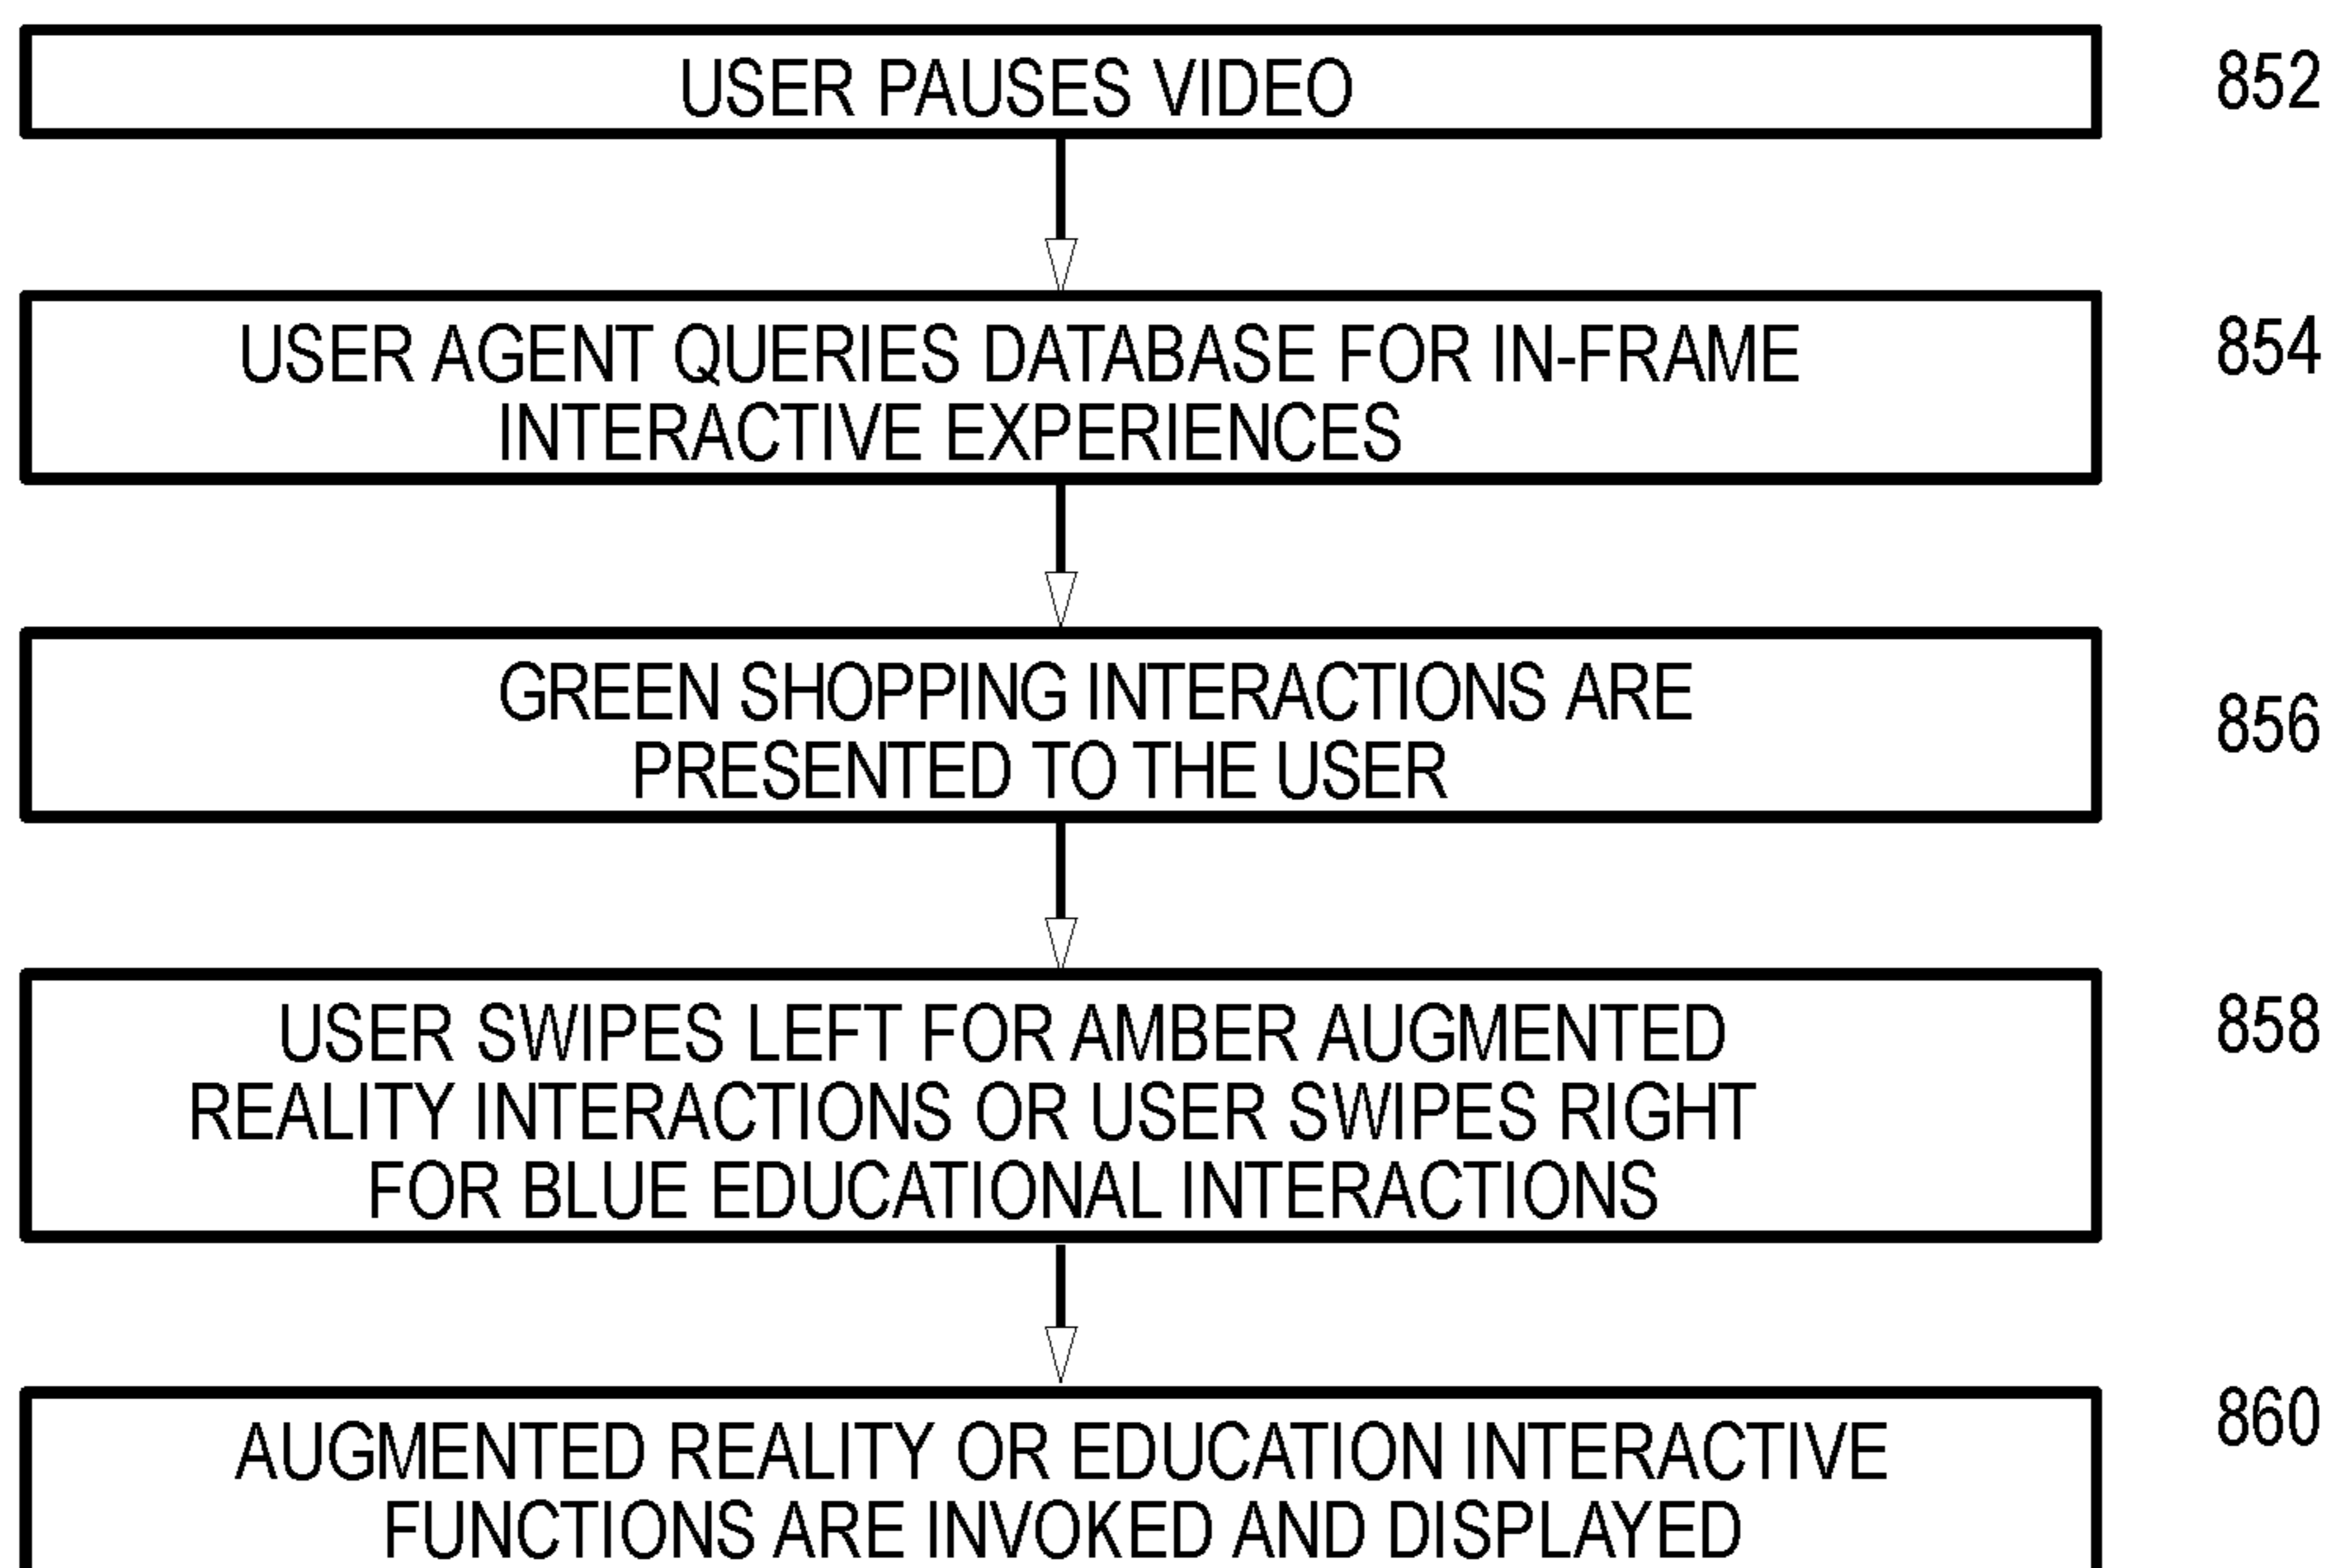 USER PAUSES VIDEO
852
USER AGENT QUERIES DATABASE FOR IN-FRAME
INTERACTIVE EXPERIENCES
854
GREEN SHOPPING INTERACTIONS ARE
PRESENTED TO THE USER
856
USER SWIPES LEFT FOR AMBER AUGMENTED
REALITY INTERACTIONS OR USER SWIPES RIGHT
FOR BLUE EDUCATIONAL INTERACTIONS
858
AUGMENTED REALITY OR EDUCATION INTERACTIVE
FUNCTIONS ARE INVOKED AND DISPLAYED
860